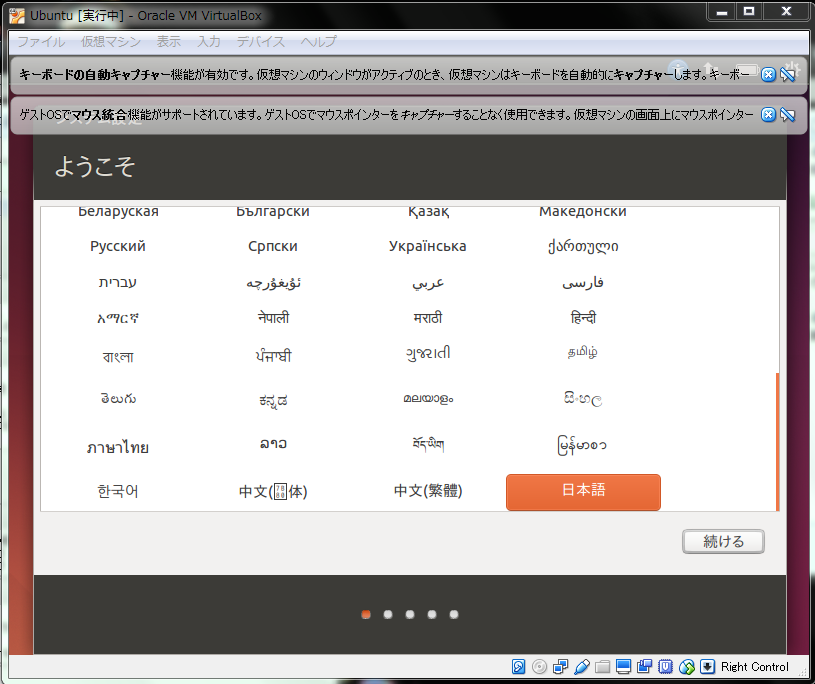 Ubuntu [実行中] - Oracle VM VirtualBox
ファイル 仮想マシン 表示 入力 デバイス ヘルプ
キーボードの自動キャプチャー機能が有効です。仮想マシンのウィンドウがアクティブのとき、仮想マシンはキーボードを自動的にキャプチャーします。キーボー
ゲストOSでマウス統合機能がサポートされています。ゲストOSでマウスポインターをキャプチャーすることなく使用できます。仮想マシンの画面上にマウスポインター
ようこそ
Беларуская Български Қазақ Македонски
Русский Српски Українська ქართული
עברית ئۇيغۇرچە عربي فارسی
አማርኛ नेपाली मराठी हिन्दी
বাংলা ਪੰਜਾਬੀ ગુજરાતી தமிழ்
తెలుగు ಕನ್ನಡ മലയാളം සිංහල
ภาษาไทย ລາວ བོད་ཡིག မြန်မာစာ
한국어 中文(体) 中文(繁體) 日本語
続ける
Right Control